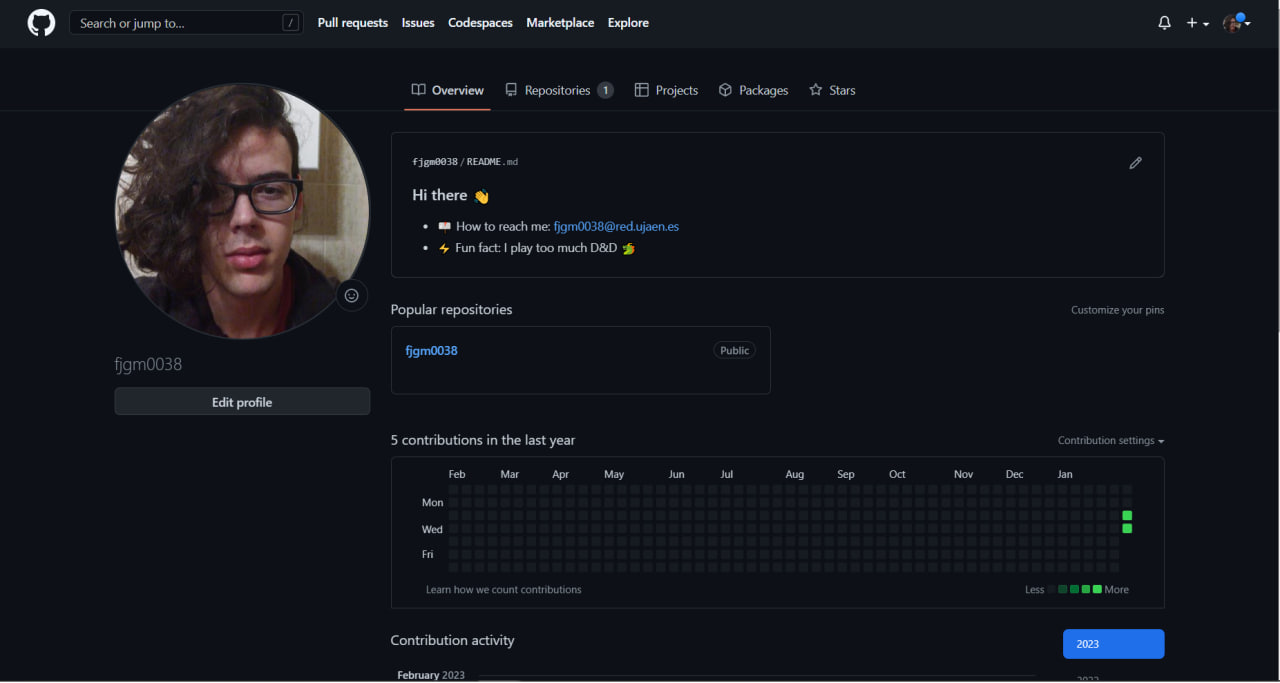 Search or jump to... /
Pull requests Issues Codespaces Marketplace Explore
Overview Repositories 1 Projects Packages Stars
fjgm0038
Edit profile
fjgm0038 / README.md
Hi there 👋
• 📖 How to reach me: fjgm0038@red.ujaen.es
• ⚡ Fun fact: I play too much D&D 🐲
Popular repositories Customize your pins
fjgm0038 Public
5 contributions in the last year Contribution settings
Feb Mar Apr May Jun Jul Aug Sep Oct Nov Dec Jan
Mon
Wed
Fri
Learn how we count contributions Less More
Contribution activity 2023
February 2023
2022